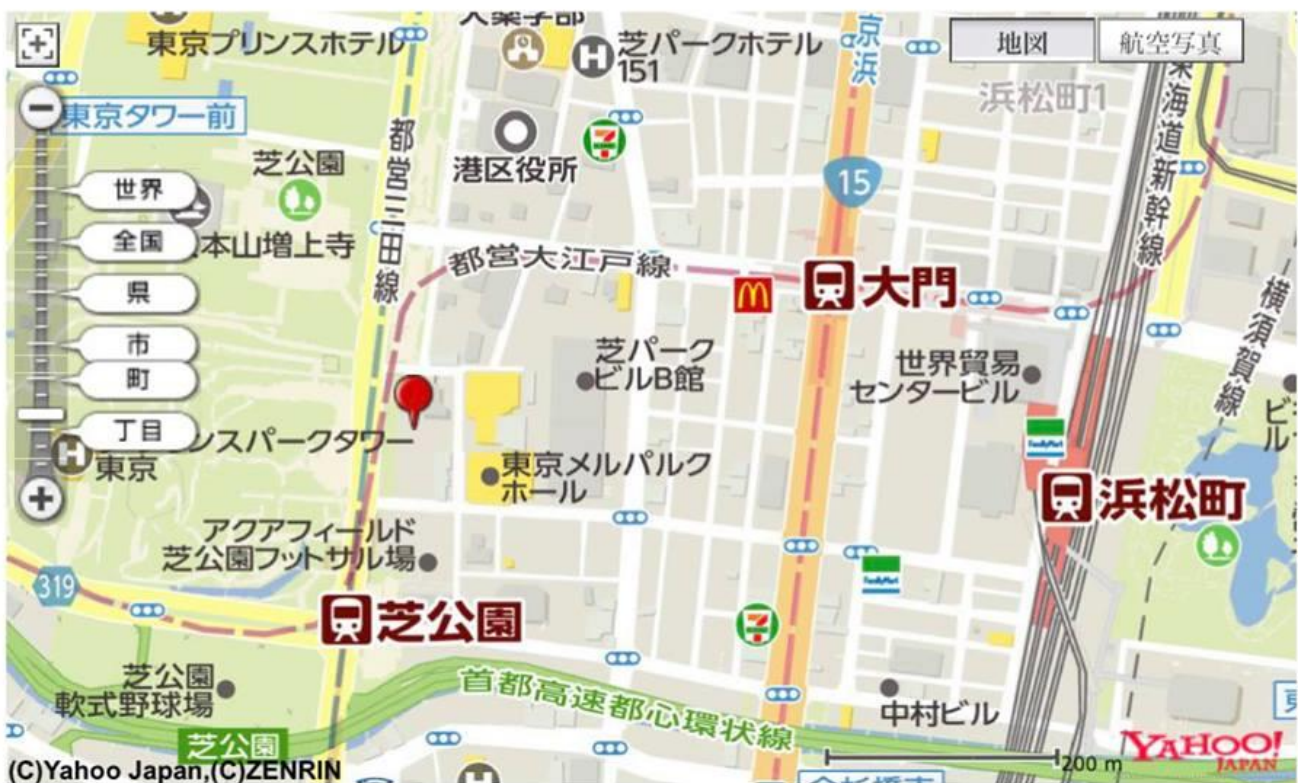 東京プリンスホテル
芝パークホテル
151
京浜
地図
航空写真
浜松町1
東海道新幹線
東京タワー前
芝公園
都営三田線
港区役所
15
世界
全国
本山増上寺
県
都営大江戸線
大門
横須賀線
市
町
芝パーク
ビルB館
世界貿易
センタービル
丁目
ンスパークタワー
東京
ビル
FamilyMart
東京メルパルク
ホール
浜松町
アクアフィールド
芝公園フットサル場
FamilyMart
319
芝公園
芝公園
軟式野球場
首都高速都心環状線
中村ビル
芝公園
200 m
YAHOO!
JAPAN
(C)Yahoo Japan,(C)ZENRIN